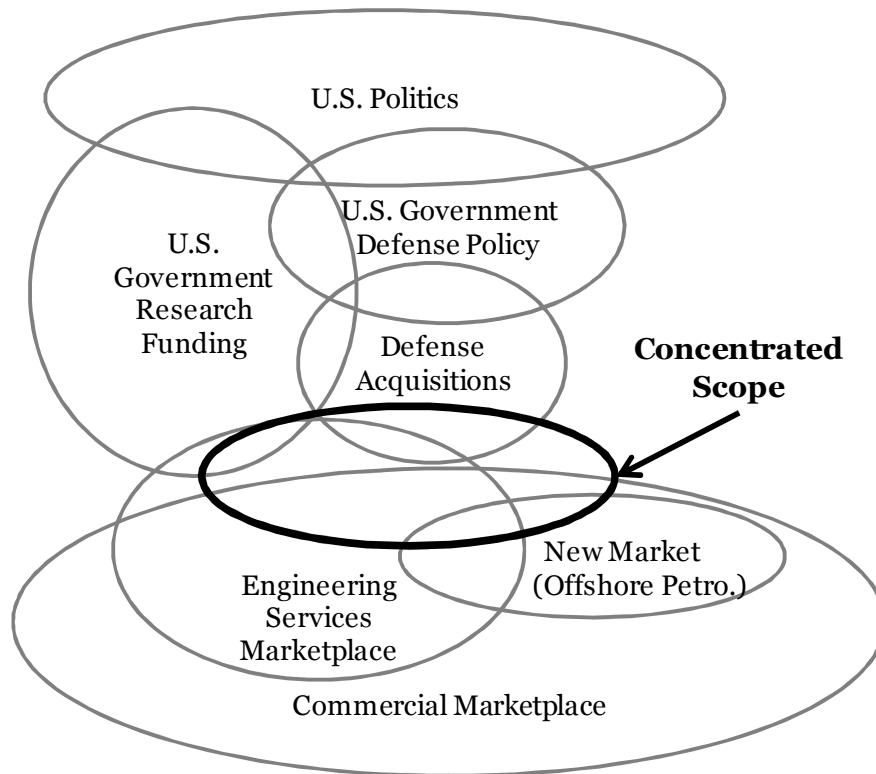 U.S. Politics
U.S. Government
Defense Policy
U.S.
Government
Research
Funding
Defense
Acquisitions
Concentrated
Scope
New Market
(Offshore Petro.)
Engineering
Services
Marketplace
Commercial Marketplace